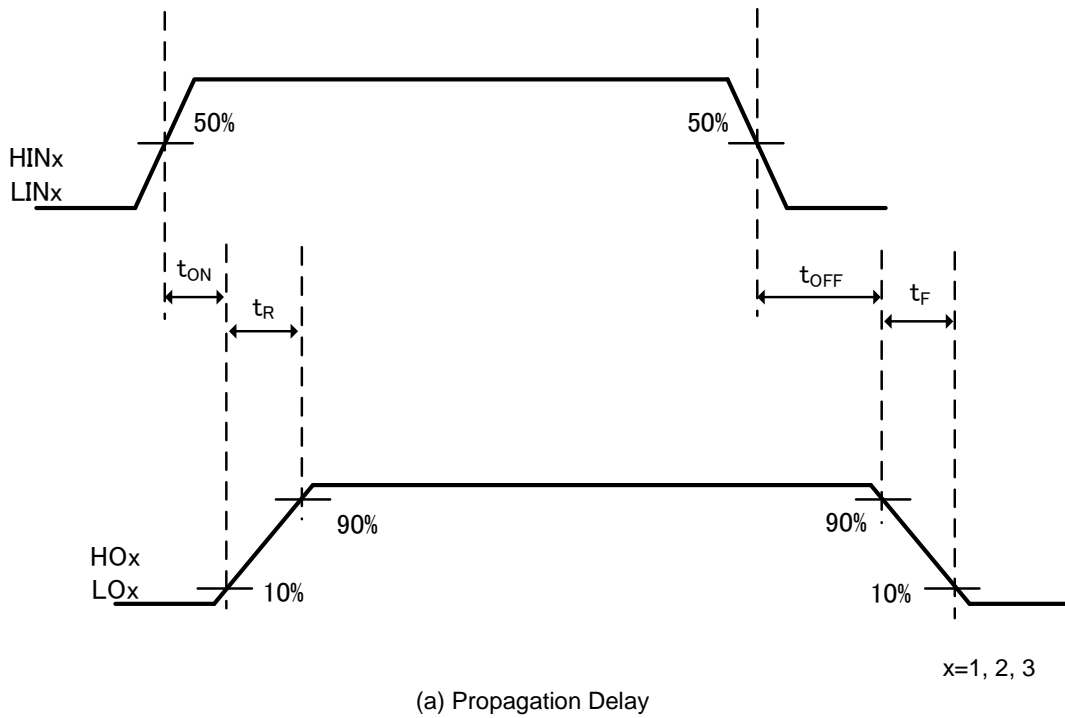 50%
50%
HINx
LINx
tON
tOFF
tR
tF
90%
90%
HOx
LOx
10%
10%
x=1, 2, 3
(a) Propagation Delay